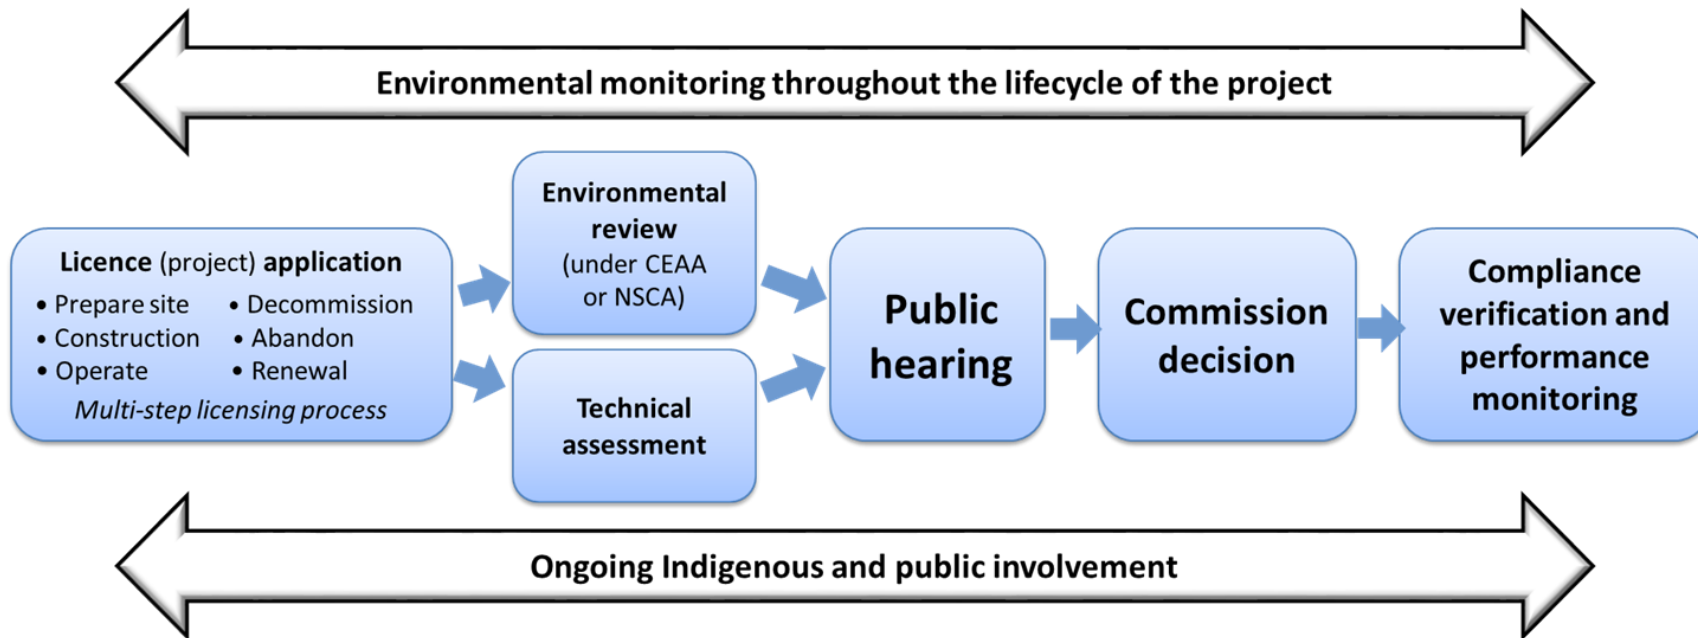 Environmental monitoring throughout the lifecycle of the project
Licence (project) application
• Prepare site
• Construction
• Operate
• Decommission
• Abandon
• Renewal
Multi-step licensing process
Environmental
review
(under CEAA
or NSCA)
Technical
assessment
Public
hearing
Commission
decision
Compliance
verification and
performance
monitoring
Ongoing Indigenous and public involvement